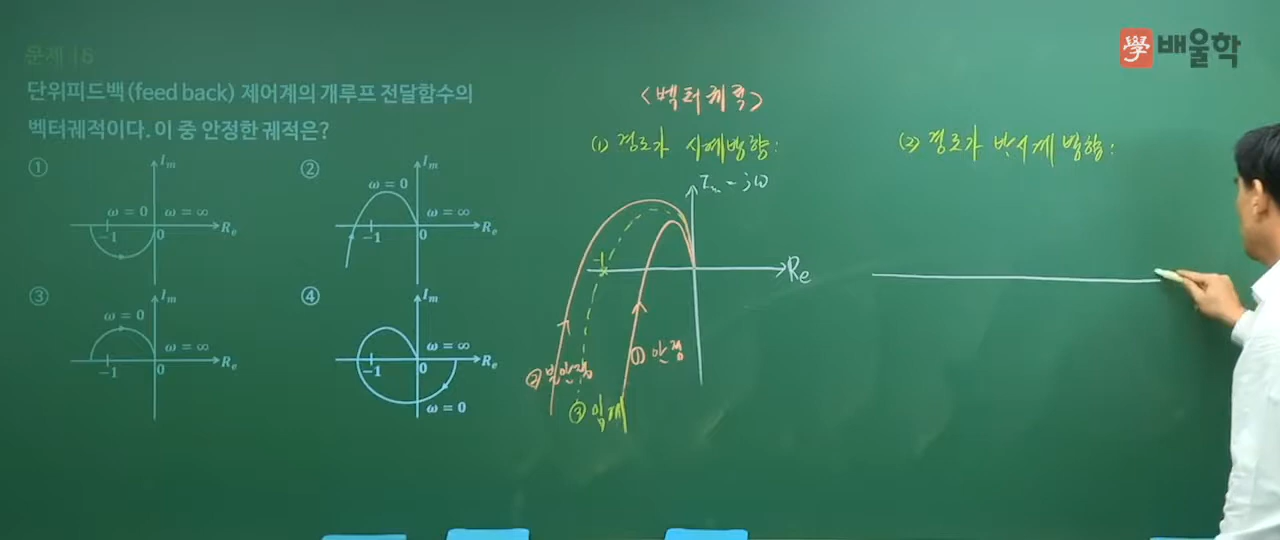 學 배울학
문제 16
단위피드백(feed back) 제어계의 개루프 전달함수의
벡터궤적이다. 이 중 안정한 궤적은?
① Im
ω = 0 ω = ∞
Re
-1 0
② Im
ω = 0
ω = ∞
Re
-1 0
③ Im
ω = 0
ω = ∞
Re
-1 0
④ Im
ω = ∞
Re
-1 0
ω = 0
<벡터궤적>
(1) 경로가 시계방향:
Im = jω
-1
Re
① 안정
② 불안정
③ 임계
(2) 경로가 반시계 방향: